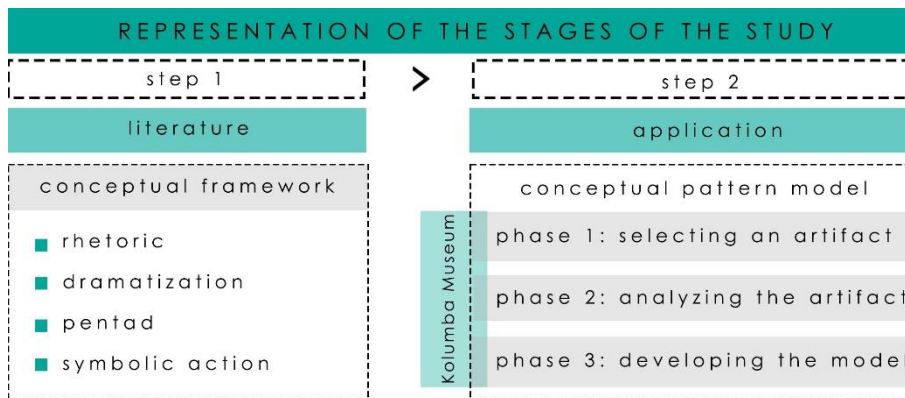 REPRESENTATION OF THE STAGES OF THE STUDY
step 1
>
step 2
literature
application
conceptual framework
rhetoric
dramatization
pentad
symbolic action
conceptual pattern model
Kolumba Museum
phase 1: selecting an artifact
phase 2: analyzing the artifact
phase 3: developing the model